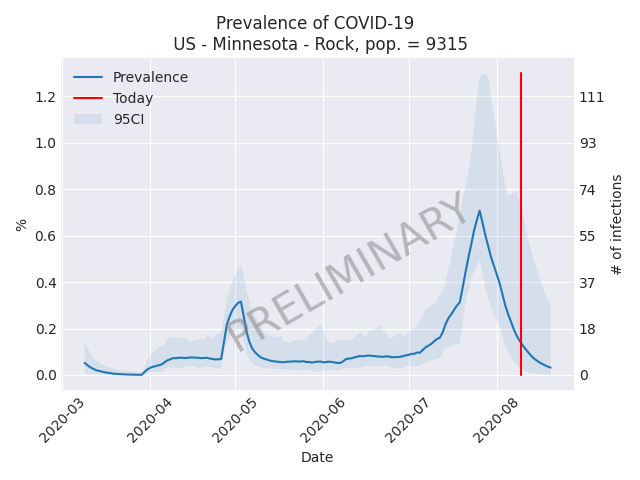 Prevalence of COVID-19
US - Minnesota - Rock, pop. = 9315
Prevalence
Today
95CI
PRELIMINARY
%
1.2
1.0
0.8
0.6
0.4
0.2
0.0
111
93
74
55
37
18
0
# of infections
2020-03
2020-04
2020-05
2020-06
2020-07
2020-08
Date